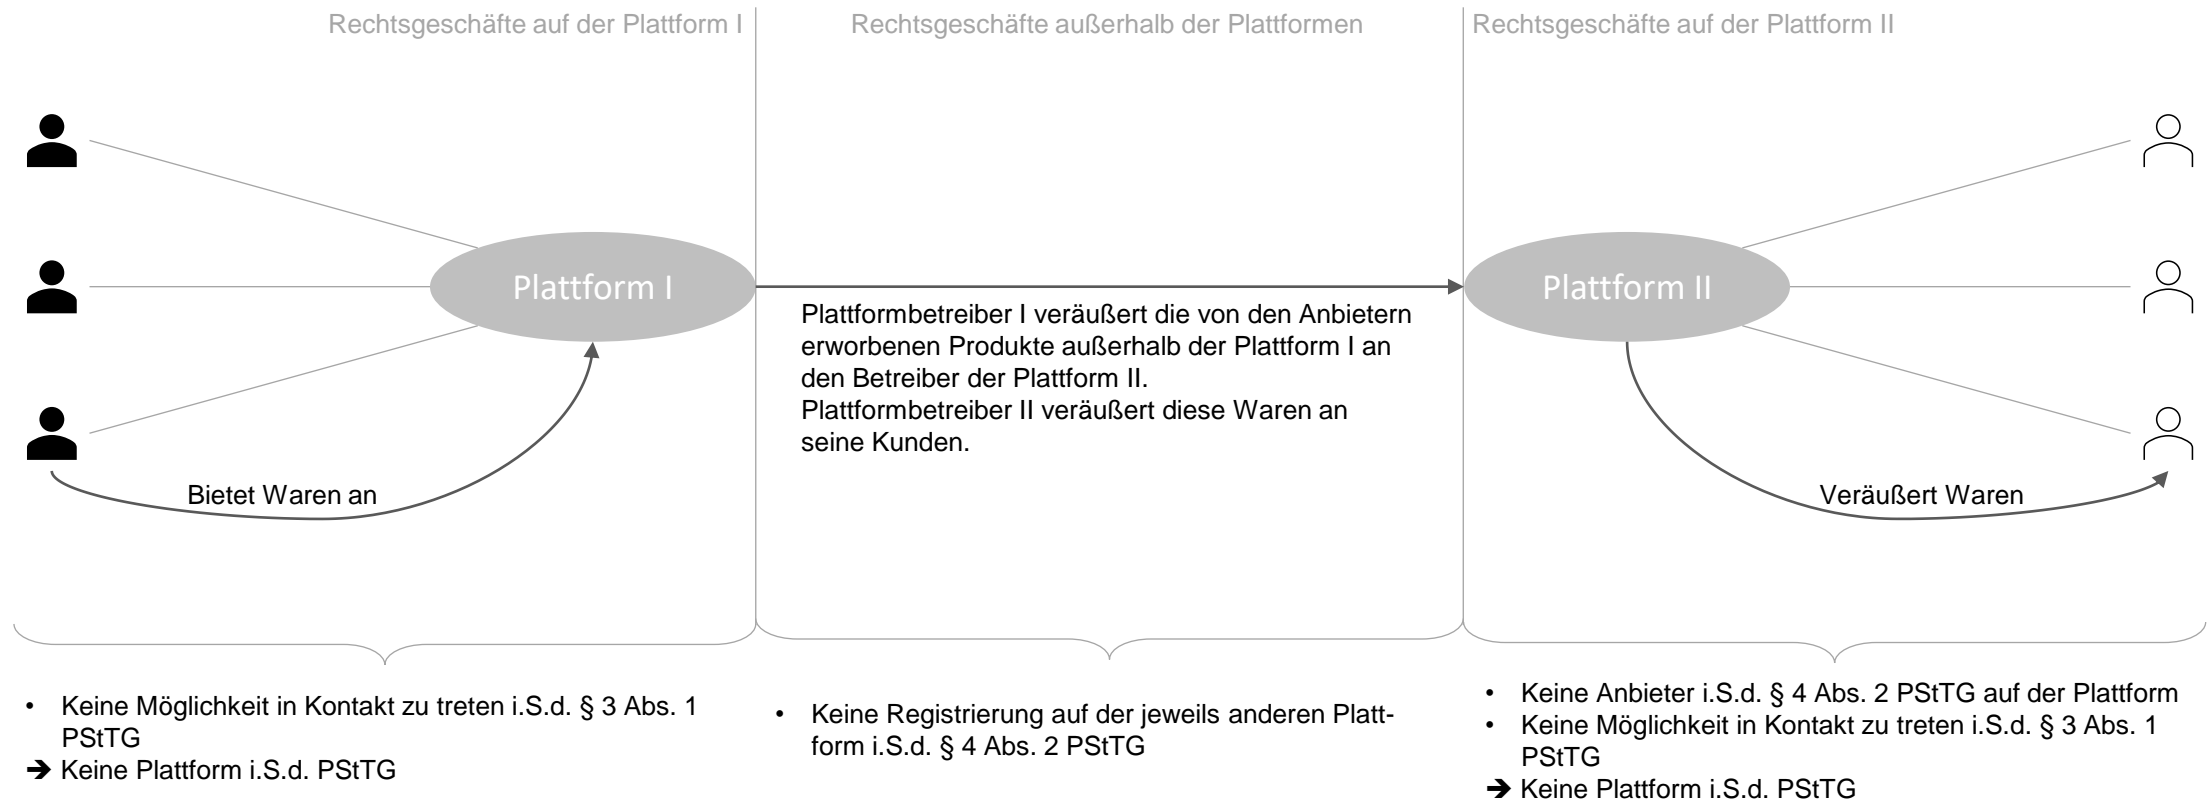 Rechtsgeschäfte auf der Plattform I
Rechtsgeschäfte außerhalb der Plattformen
Rechtsgeschäfte auf der Plattform II
Plattform I
Plattform II
Plattformbetreiber I veräußert die von den Anbietern
erworbenen Produkte außerhalb der Plattform I an
den Betreiber der Plattform II.
Plattformbetreiber II veräußert diese Waren an
seine Kunden.
Bietet Waren an
Veräußert Waren
• Keine Möglichkeit in Kontakt zu treten i.S.d. § 3 Abs. 1
PStTG
➔ Keine Plattform i.S.d. PStTG
• Keine Registrierung auf der jeweils anderen Platt-
form i.S.d. § 4 Abs. 2 PStTG
• Keine Anbieter i.S.d. § 4 Abs. 2 PStTG auf der Plattform
• Keine Möglichkeit in Kontakt zu treten i.S.d. § 3 Abs. 1
PStTG
➔ Keine Plattform i.S.d. PStTG